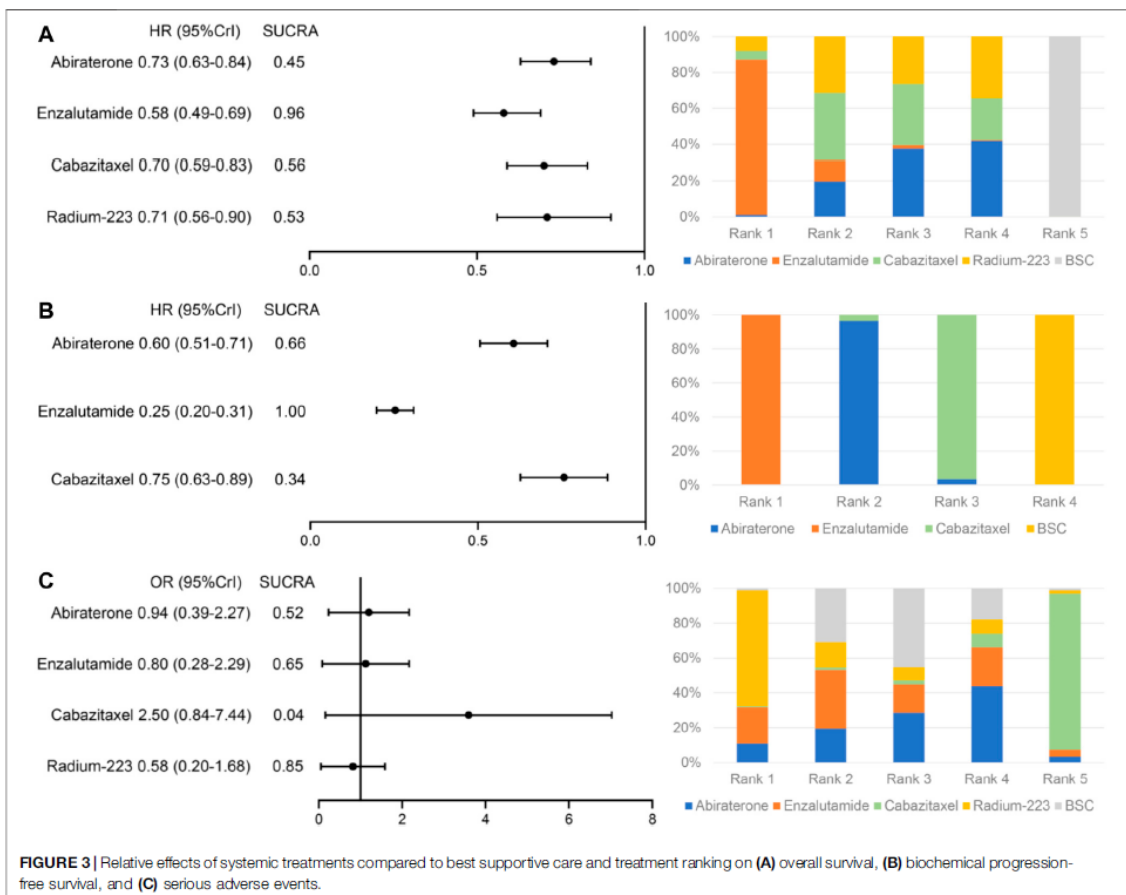 A
HR (95%CrI) SUCRA
Abiraterone 0.73 (0.63-0.84) 0.45
Enzalutamide 0.58 (0.49-0.69) 0.96
Cabazitaxel 0.70 (0.59-0.83) 0.56
Radium-223 0.71 (0.56-0.90) 0.53
0.0 0.5 1.0
100%
80%
60%
40%
20%
0%
Rank 1 Rank 2 Rank 3 Rank 4 Rank 5
Abiraterone Enzalutamide Cabazitaxel Radium-223 BSC
B
HR (95%CrI) SUCRA
Abiraterone 0.60 (0.51-0.71) 0.66
Enzalutamide 0.25 (0.20-0.31) 1.00
Cabazitaxel 0.75 (0.63-0.89) 0.34
0.0 0.5 1.0
100%
80%
60%
40%
20%
0%
Rank 1 Rank 2 Rank 3 Rank 4
Abiraterone Enzalutamide Cabazitaxel BSC
C
OR (95%CrI) SUCRA
Abiraterone 0.94 (0.39-2.27) 0.52
Enzalutamide 0.80 (0.28-2.29) 0.65
Cabazitaxel 2.50 (0.84-7.44) 0.04
Radium-223 0.58 (0.20-1.68) 0.85
0 2 4 6 8
100%
80%
60%
40%
20%
0%
Rank 1 Rank 2 Rank 3 Rank 4 Rank 5
Abiraterone Enzalutamide Cabazitaxel Radium-223 BSC
FIGURE 3 | Relative effects of systemic treatments compared to best supportive care and treatment ranking on (A) overall survival, (B) biochemical progression-
free survival, and (C) serious adverse events.